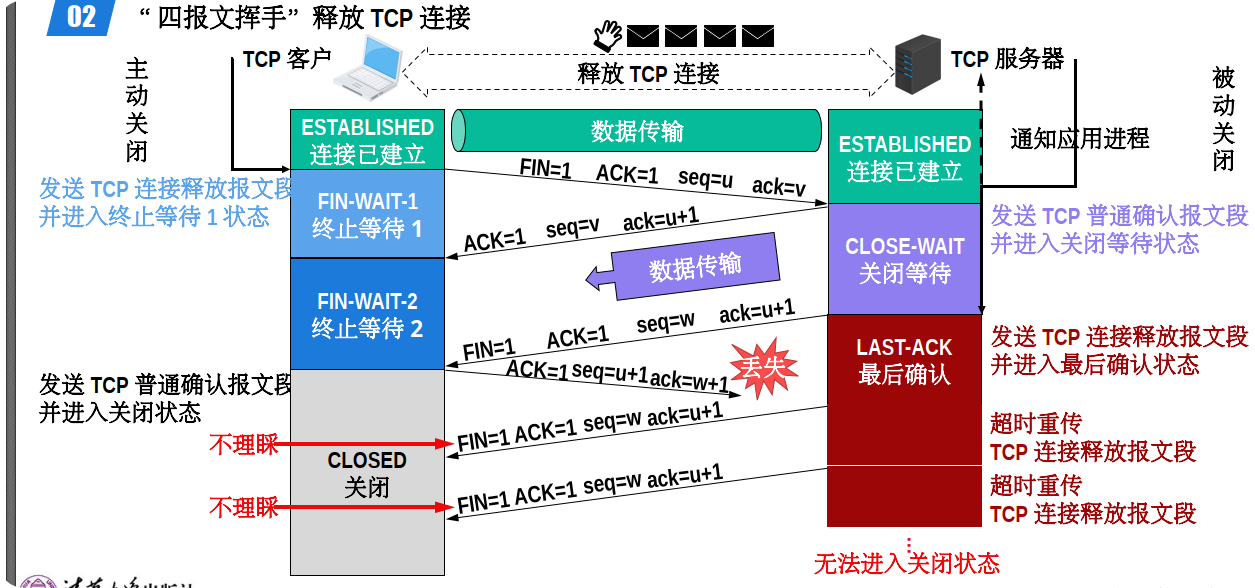 02
“四报文挥手”释放 TCP 连接
TCP 客户
释放 TCP 连接
TCP 服务器
主动关闭
被动关闭
ESTABLISHED
连接已建立
数据传输
ESTABLISHED
连接已建立
通知应用进程
FIN=1 ACK=1 seq=u ack=v
发送 TCP 连接释放报文段
并进入终止等待 1 状态
FIN-WAIT-1
终止等待 1
ACK=1 seq=v ack=u+1
CLOSE-WAIT
关闭等待
发送 TCP 普通确认报文段
并进入关闭等待状态
数据传输
FIN-WAIT-2
终止等待 2
FIN=1 ACK=1 seq=w ack=u+1
LAST-ACK
最后确认
发送 TCP 连接释放报文段
并进入最后确认状态
发送 TCP 普通确认报文段
并进入关闭状态
ACK=1 seq=u+1 ack=w+1
丢失
不理睬
FIN=1 ACK=1 seq=w ack=u+1
超时重传
TCP 连接释放报文段
CLOSED
关闭
不理睬
FIN=1 ACK=1 seq=w ack=u+1
超时重传
TCP 连接释放报文段
无法进入关闭状态